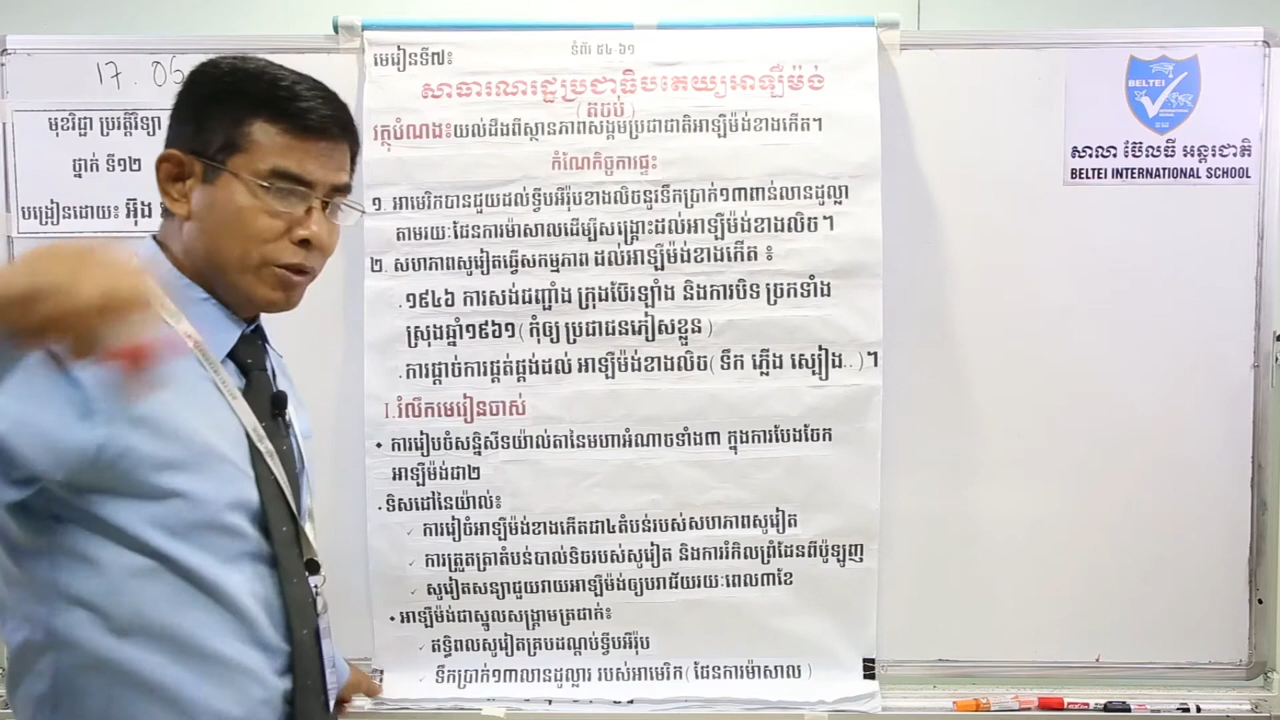 17. 05
មុខវិជ្ជា ប្រវត្តិវិទ្យា
ថ្នាក់ ទី១២
បង្រៀនដោយ៖ អ៊ុីង
មេរៀនទី៧៖
ទំព័រ ៥៤-៦១
សាធារណរដ្ឋប្រជាធិបតេយ្យអាឡឺម៉ង់
(តចប់)
វត្ថុបំណង៖យល់ដឹងពីស្ថានភាពសង្គមប្រជាជាតិអាឡឺម៉ង់ខាងកើត។
កំណែកិច្ចការផ្ទះ
១. អាមេរិកបានជួយដល់ទ្វីបអឺរ៉ុបខាងលិចនូវទឹកប្រាក់១៣ពាន់លានដុល្លា
តាមរយៈផែនការម៉ាសាលដើម្បីសង្គ្រោះដល់អាឡឺម៉ង់ខាងលិច។
២. សហភាពសូវៀតធ្វើសកម្មភាព ដល់អាឡឺម៉ង់ខាងកើត ៖
.១៩៤៦ ការសង់ជញ្ជាំង ក្រុងប៊ែរឡាំង និងការបិទ ច្រកទាំង
ស្រុងឆ្នាំ១៩៦១(កុំឲ្យ ប្រជាជនភៀសខ្លួន)
.ការផ្តាច់ការផ្គត់ផ្គង់ដល់ អាឡឺម៉ង់ខាងលិច(ទឹក ភ្លើង ស្បៀង..)។
I.រំលឹកមេរៀនចាស់
• ការរៀបចំសន្និសីទយ៉ាល់តានៃមហាអំណាចទាំង៣ ក្នុងការបែងចែក
អាឡឺម៉ង់ជា២
.ទិសដៅនៃយ៉ាល់៖
✓ ការរៀចំអាឡឺម៉ង់ខាងកើតជា៤តំបន់របស់សហភាពសូវៀត
✓ ការត្រួតត្រាតំបន់បាល់ទិចរបស់សូវៀត និងការរំកិលព្រំដែនពីប៉ូឡូញ
✓ សូវៀតសន្យាជួយវាយអាឡឺម៉ង់ឲ្យបរាជ័យរយៈពេល៣ខែ
• អាឡឺម៉ង់ជាស្នូលសង្គ្រាមត្រជាក់៖
✓ ឥទ្ធិពលសូវៀតគ្របដណ្តប់ទ្វីបអឺរ៉ុប
✓ ទឹកប្រាក់១៣លានដុល្លារ របស់អាមេរិក(ផែនការម៉ាសាល)
BELTEI
សាលា ប៊ែលធី អន្តរជាតិ
BELTEI INTERNATIONAL SCHOOL